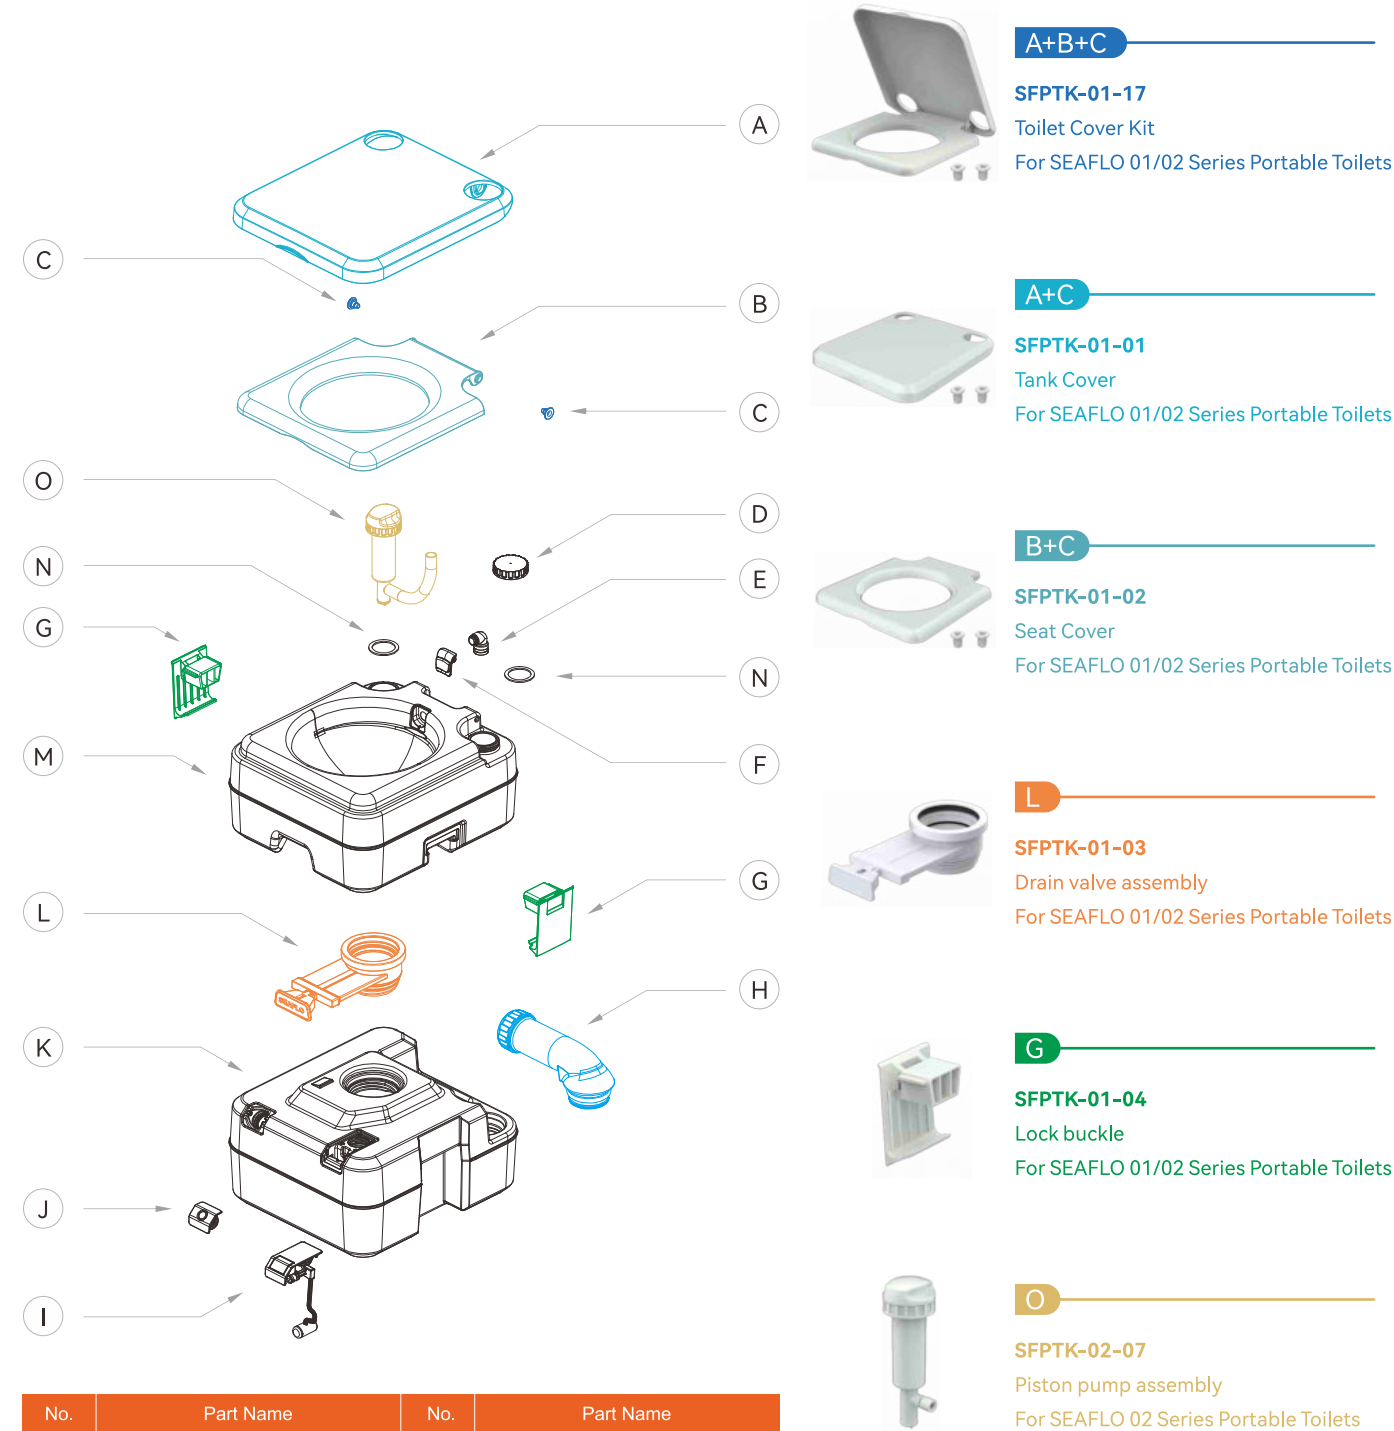 A
C
B
C
O
D
N
E
G
N
M
F
G
L
H
K
J
I
SEAFLO
No. Part Name No. Part Name
A+B+C
SFPTK-01-17
Toilet Cover Kit
For SEAFLO 01/02 Series Portable Toilets
A+C
SFPTK-01-01
Tank Cover
For SEAFLO 01/02 Series Portable Toilets
B+C
SFPTK-01-02
Seat Cover
For SEAFLO 01/02 Series Portable Toilets
L
SFPTK-01-03
Drain valve assembly
For SEAFLO 01/02 Series Portable Toilets
G
SFPTK-01-04
Lock buckle
For SEAFLO 01/02 Series Portable Toilets
O
SFPTK-02-07
Piston pump assembly
For SEAFLO 02 Series Portable Toilets